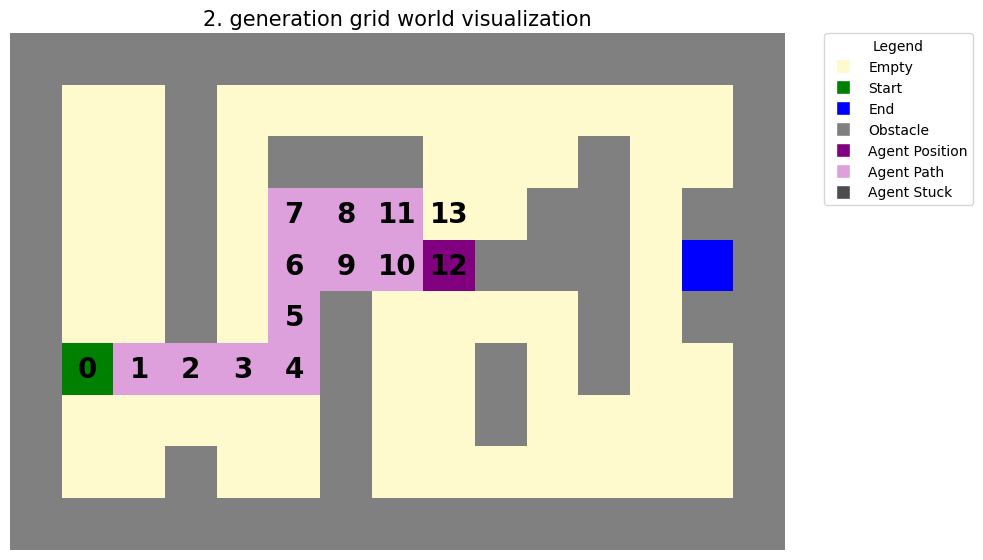 2. generation grid world visualization
Legend
Empty
Start
End
Obstacle
Agent Position
Agent Path
Agent Stuck
7 8 11 13
6 9 10 12
5
0 1 2 3 4